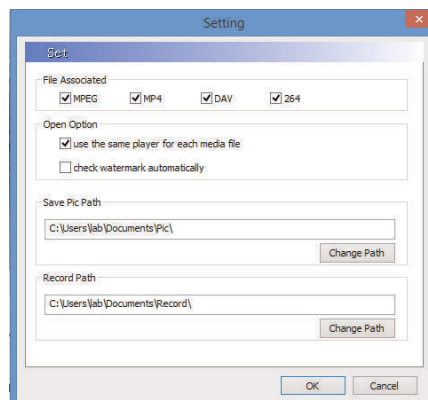 Setting
Set
File Associated
MPEG MP4 DAV 264
Open Option
use the same player for each media file
check watermark automatically
Save Pic Path
C:\Users\lab\Documents\Pic\
Change Path
Record Path
C:\Users\lab\Documents\Record\
Change Path
OK Cancel